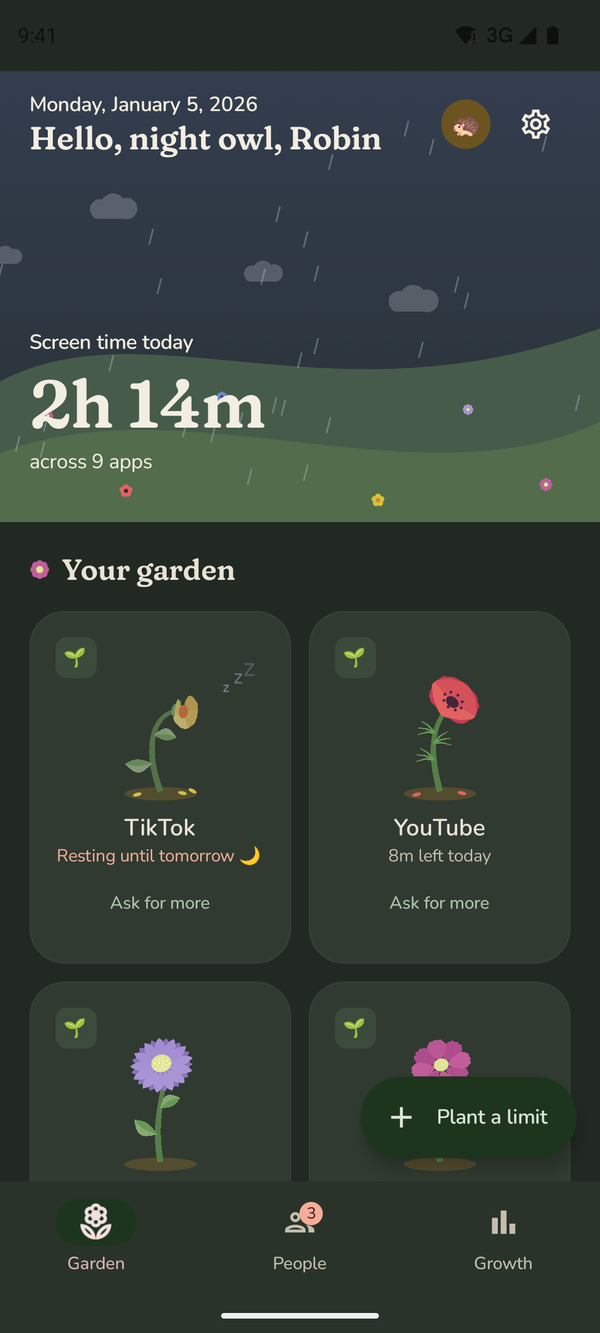 9:41
3G
Monday, January 5, 2026
Hello, night owl, Robin
Screen time today
2h 14m
across 9 apps
Your garden
z z Z
TikTok
Resting until tomorrow 🌙
Ask for more
YouTube
8m left today
Ask for more
Plant a limit
Garden
3
People
Growth